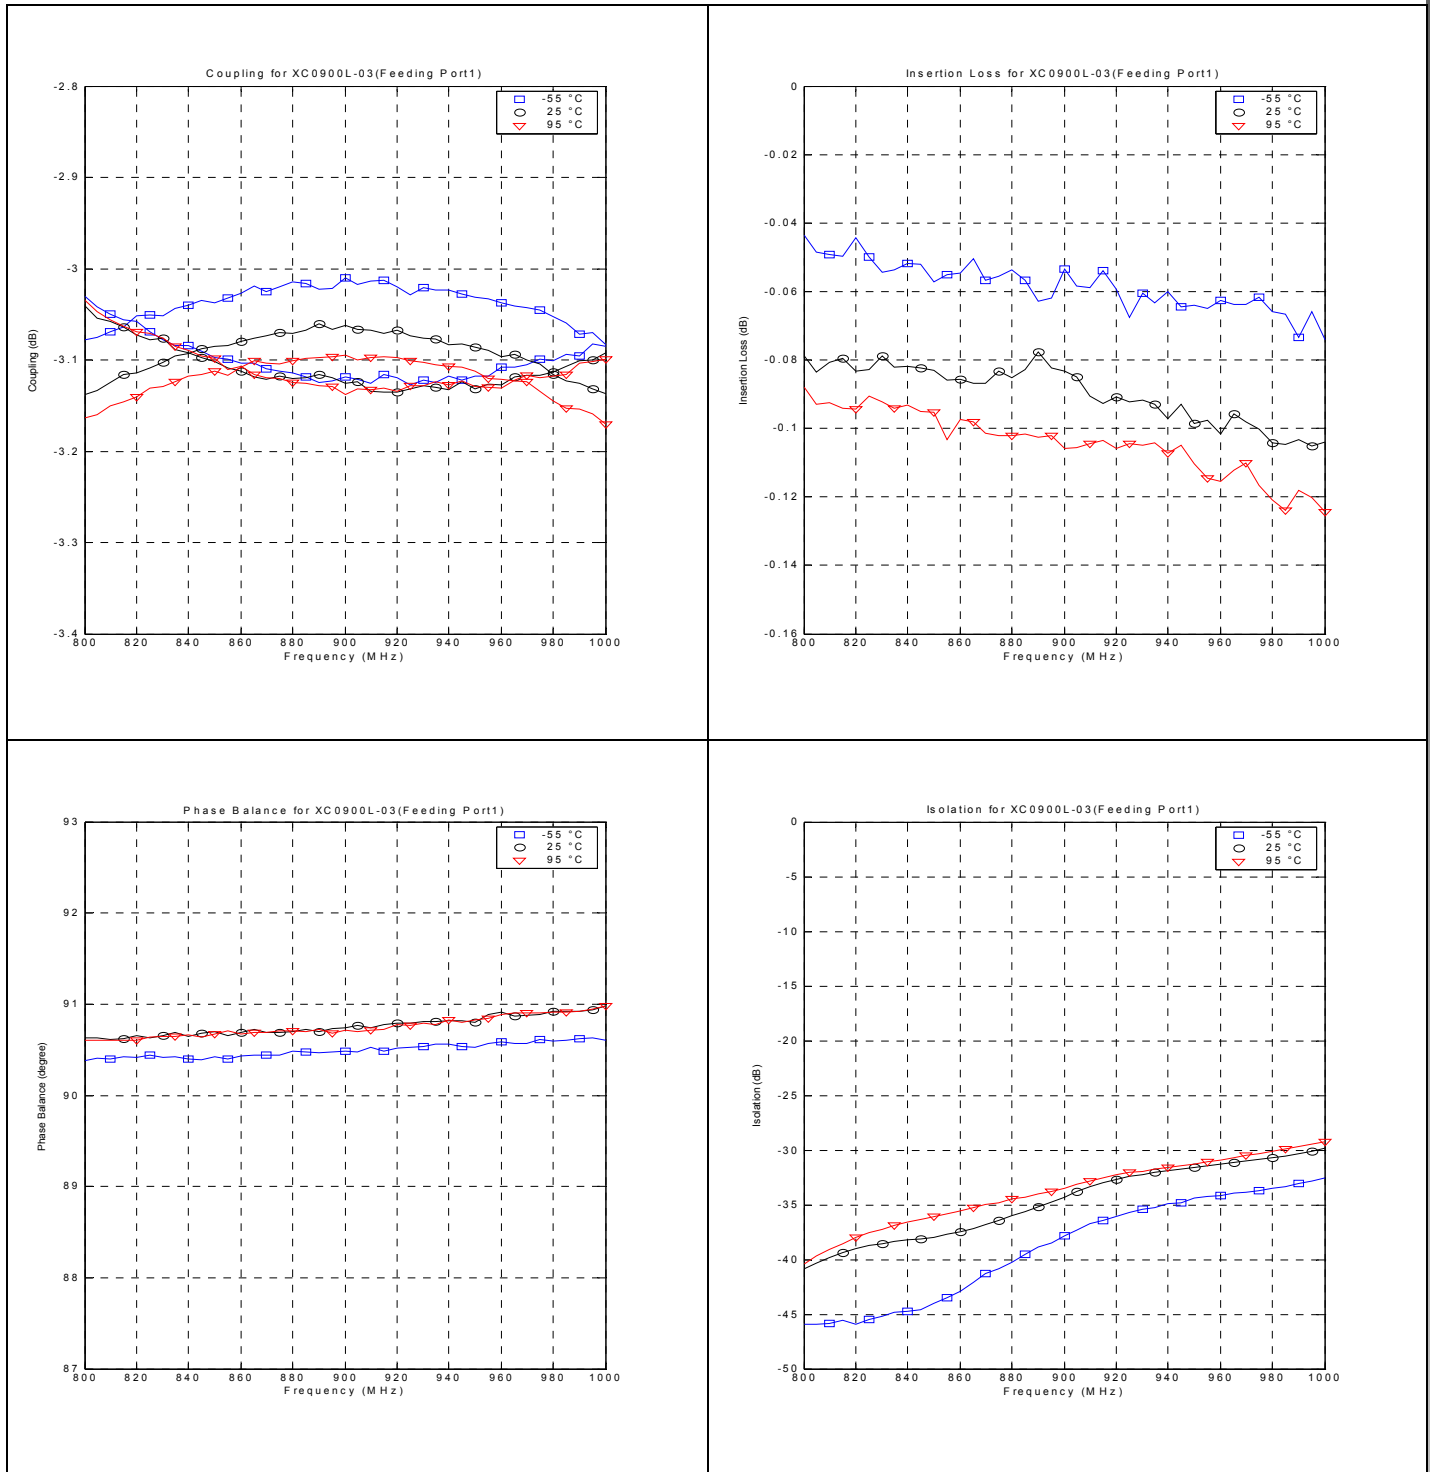 Coupling for XC0900L-03(Feeding Port1)
-2.8
-2.9
-3
-3.1
-3.2
-3.3
-3.4
Coupling (dB)
-55 °C
25 °C
95 °C
800 820 840 860 880 900 920 940 960 980 1000
Frequency (MHz)
Insertion Loss for XC0900L-03(Feeding Port1)
0
-0.02
-0.04
-0.06
-0.08
-0.1
-0.12
-0.14
-0.16
Insertion Loss (dB)
-55 °C
25 °C
95 °C
800 820 840 860 880 900 920 940 960 980 1000
Frequency (MHz)
Phase Balance for XC0900L-03(Feeding Port1)
93
92
91
90
89
88
87
Phase Balance (degree)
-55 °C
25 °C
95 °C
800 820 840 860 880 900 920 940 960 980 1000
Frequency (MHz)
Isolation for XC0900L-03(Feeding Port1)
0
-5
-10
-15
-20
-25
-30
-35
-40
-45
-50
Isolation (dB)
-55 °C
25 °C
95 °C
800 820 840 860 880 900 920 940 960 980 1000
Frequency (MHz)